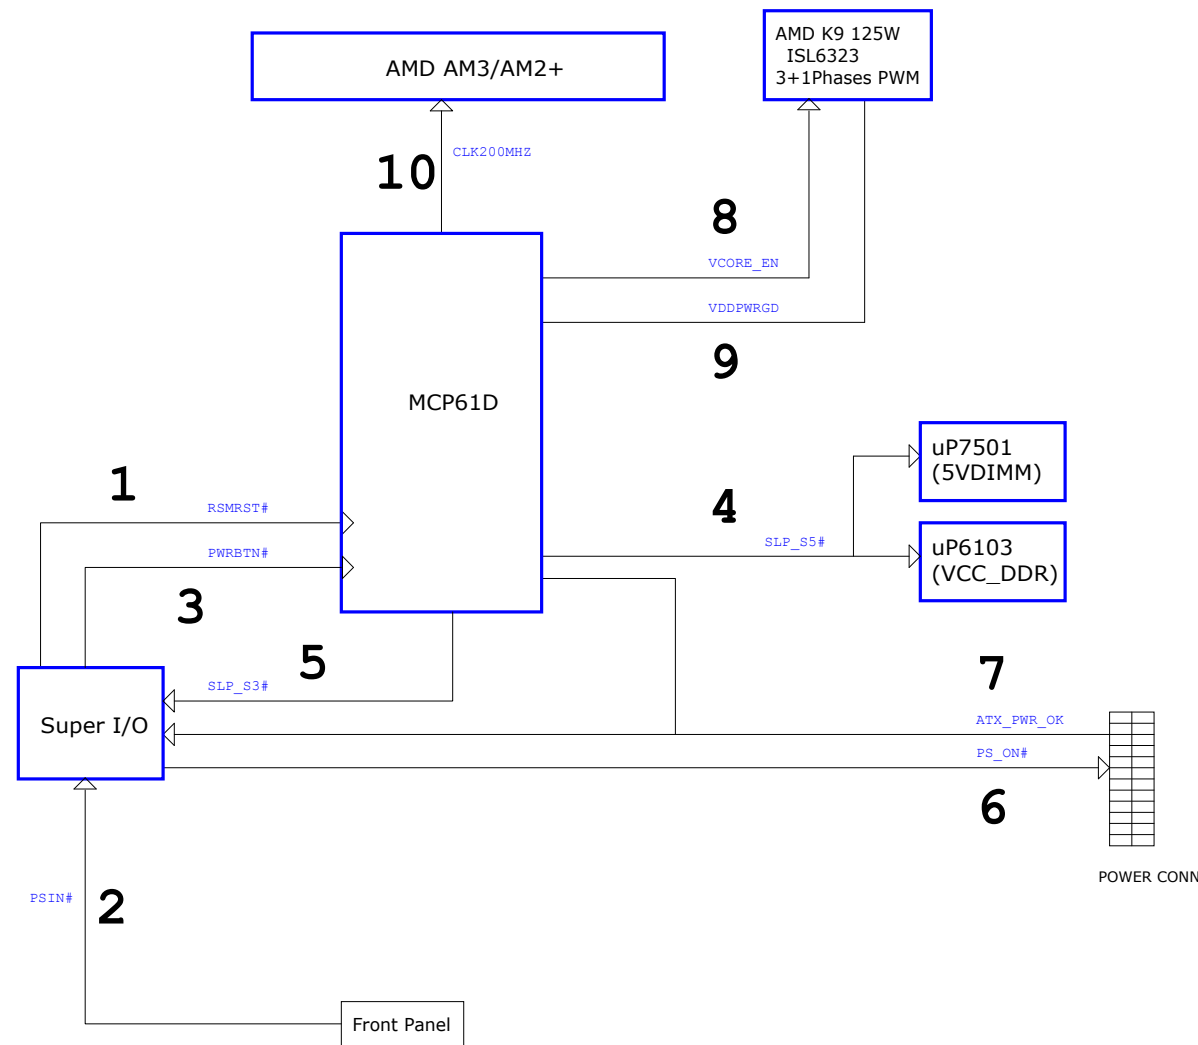 AMD K9 125W
ISL6323
3+1Phases PWM
AMD AM3/AM2+
CLK200MHZ
10
8
VCORE_EN
VDDPWRGD
9
MCP61D
uP7501
(5VDIMM)
1
4
RSMRST#
SLP_S5#
uP6103
(VCC_DDR)
PWRBTN#
3
5
7
SLP_S3#
Super I/O
ATX_PWR_OK
PS_ON#
6
POWER CONN
PSIN#
2
Front Panel